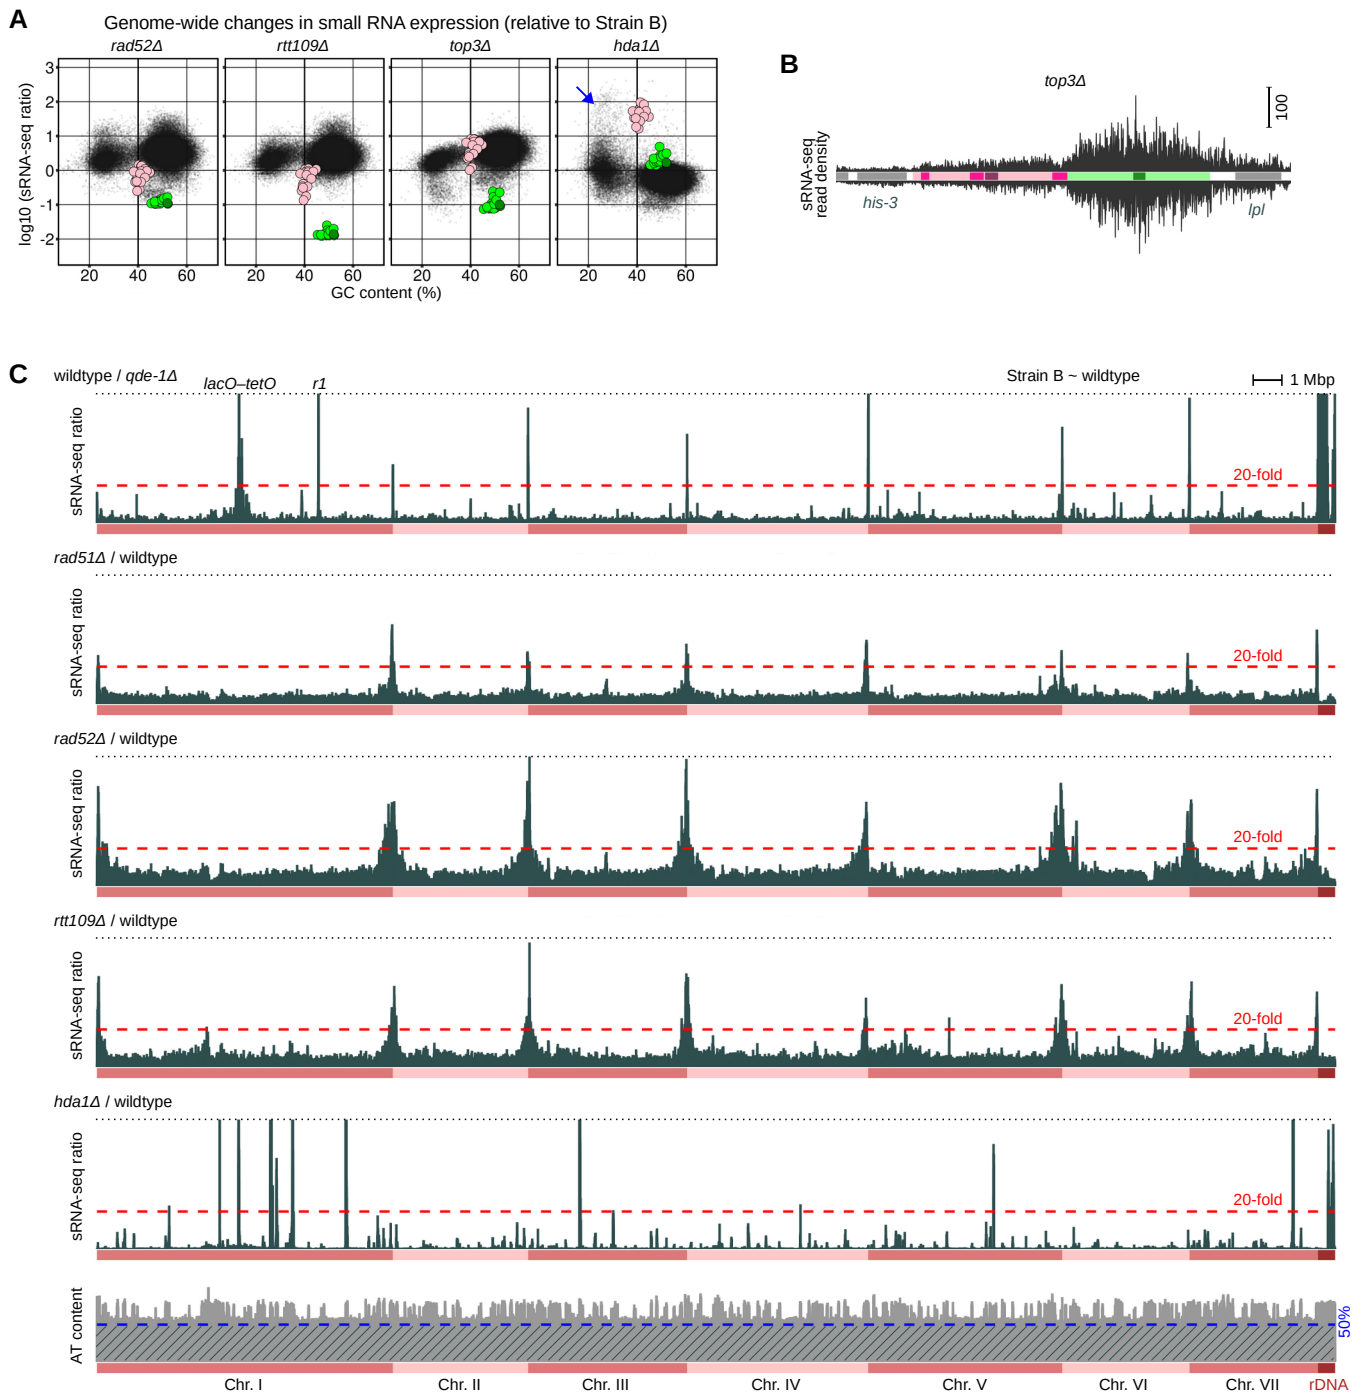 A
Genome-wide changes in small RNA expression (relative to Strain B)
rad52Δ rtt109Δ top3Δ hda1Δ
log10 (sRNA-seq ratio)
3
2
1
0
-1
-2
20 40 60 20 40 60 20 40 60 20 40 60
GC content (%)
B
top3Δ
100
sRNA-seq
read density
his-3 lpl
C
wildtype / qde-1Δ
lacO–tetO r1
Strain B ~ wildtype
1 Mbp
sRNA-seq ratio
20-fold
rad51Δ / wildtype
sRNA-seq ratio
20-fold
rad52Δ / wildtype
sRNA-seq ratio
20-fold
rtt109Δ / wildtype
sRNA-seq ratio
20-fold
hda1Δ / wildtype
sRNA-seq ratio
20-fold
AT content
50%
Chr. I Chr. II Chr. III Chr. IV Chr. V Chr. VI Chr. VII rDNA